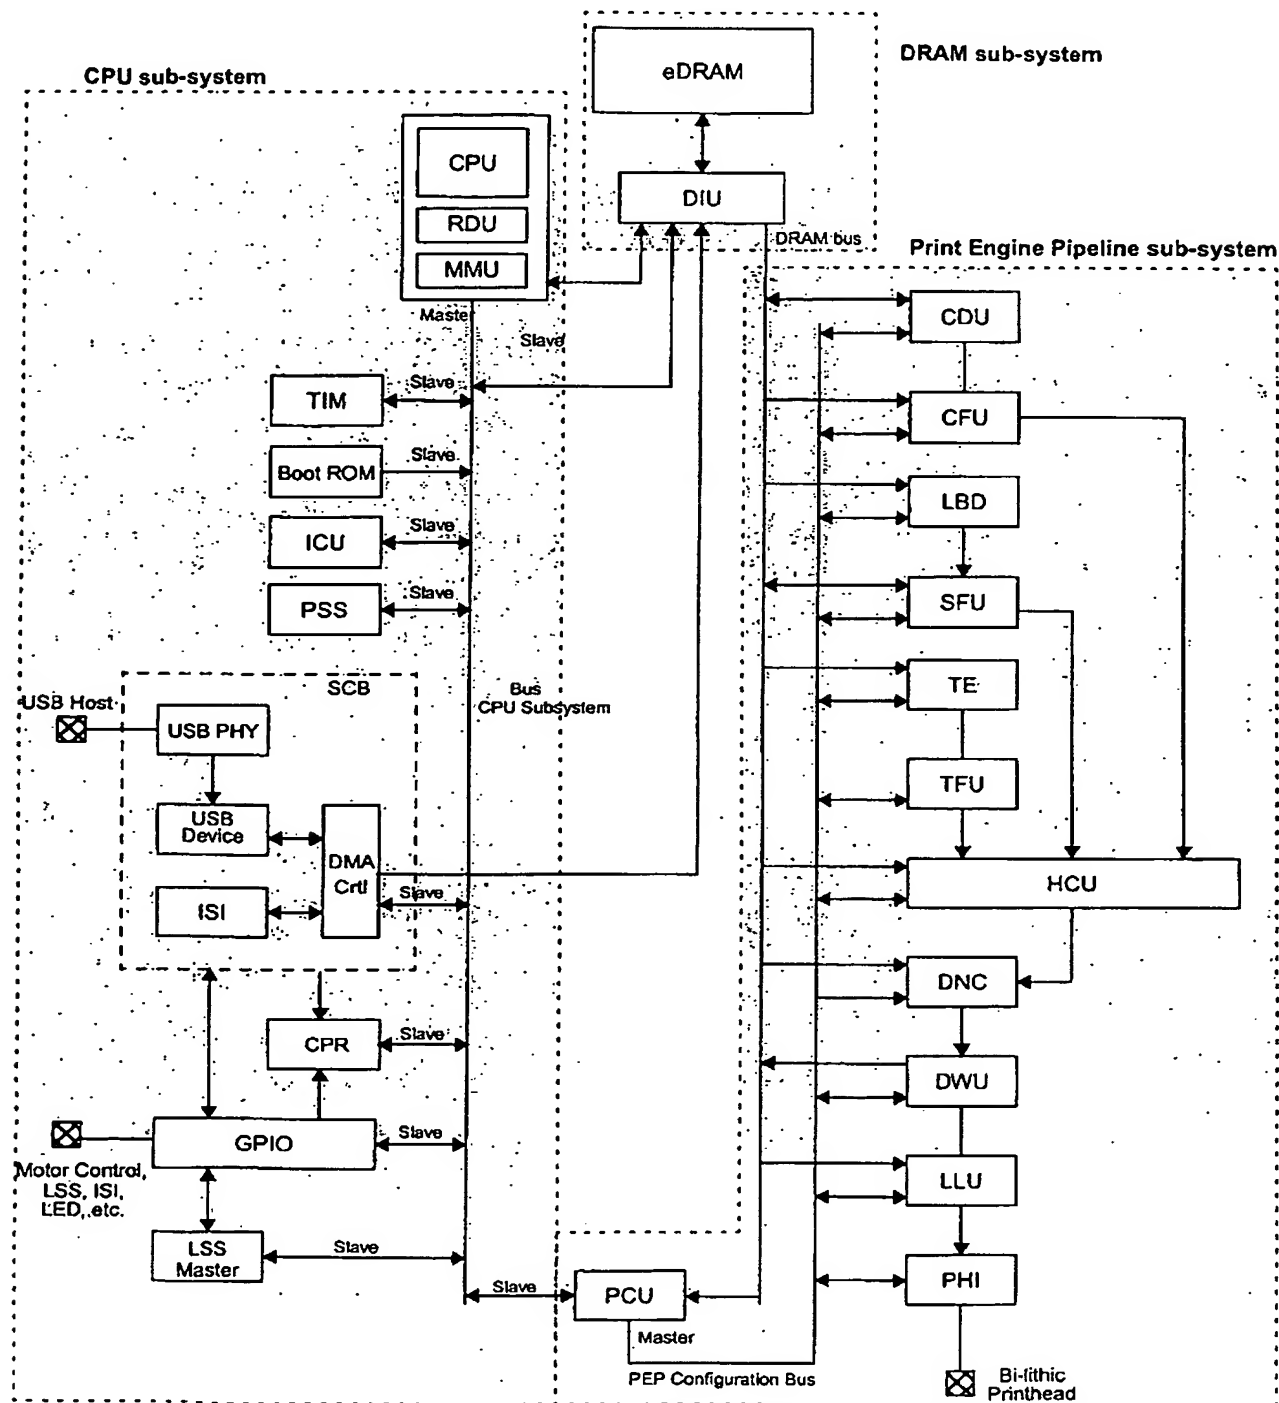 DRAM sub-system
CPU sub-system
eDRAM
CPU
RDU
MMU
DIU
DRAM bus
Print Engine Pipeline sub-system
Master
Slave
CDU
TIM
Slave
CFU
Boot ROM
Slave
LBD
ICU
Slave
PSS
Slave
SFU
SCB
TE
Bus
CPU Subsystem
USB Host
USB PHY
TFU
USB
Device
DMA
Crtl
Slave
ISI
HCU
DNC
CPR
Slave
DWU
GPIO
Slave
Motor Control,
LSS, ISI,
LED, etc.
LLU
LSS
Master
Slave
PHI
Slave
PCU
Master
PEP Configuration Bus
Bi-lithic
Printhead